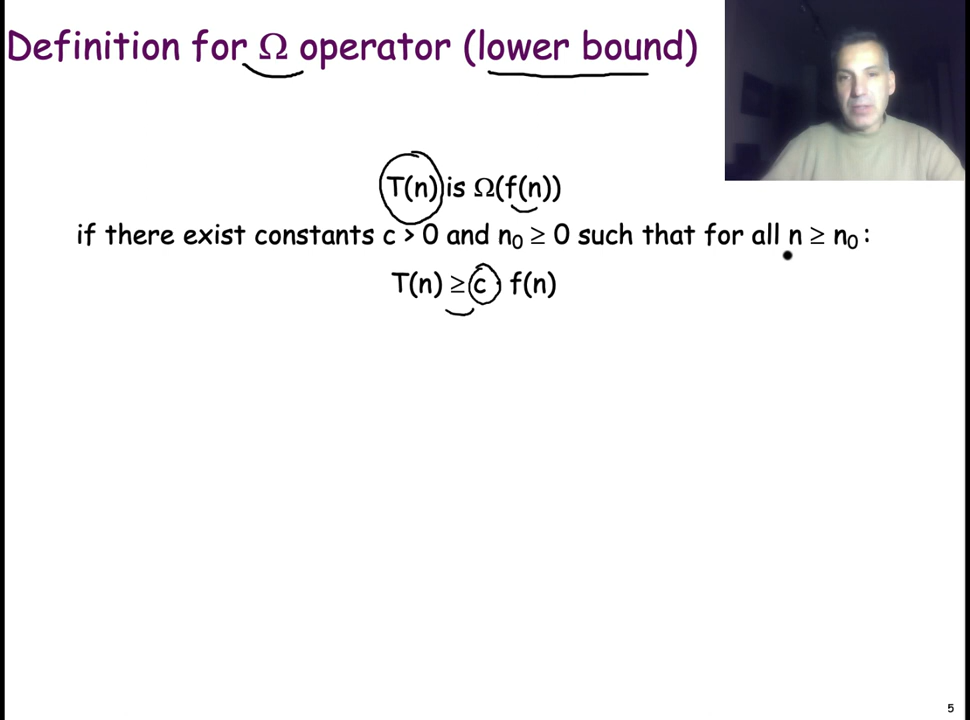 Definition for Ω operator (lower bound)
T(n) is Ω(f(n))
if there exist constants c > 0 and n₀ ≥ 0 such that for all n ≥ n₀ :
T(n) ≥ c · f(n)
5